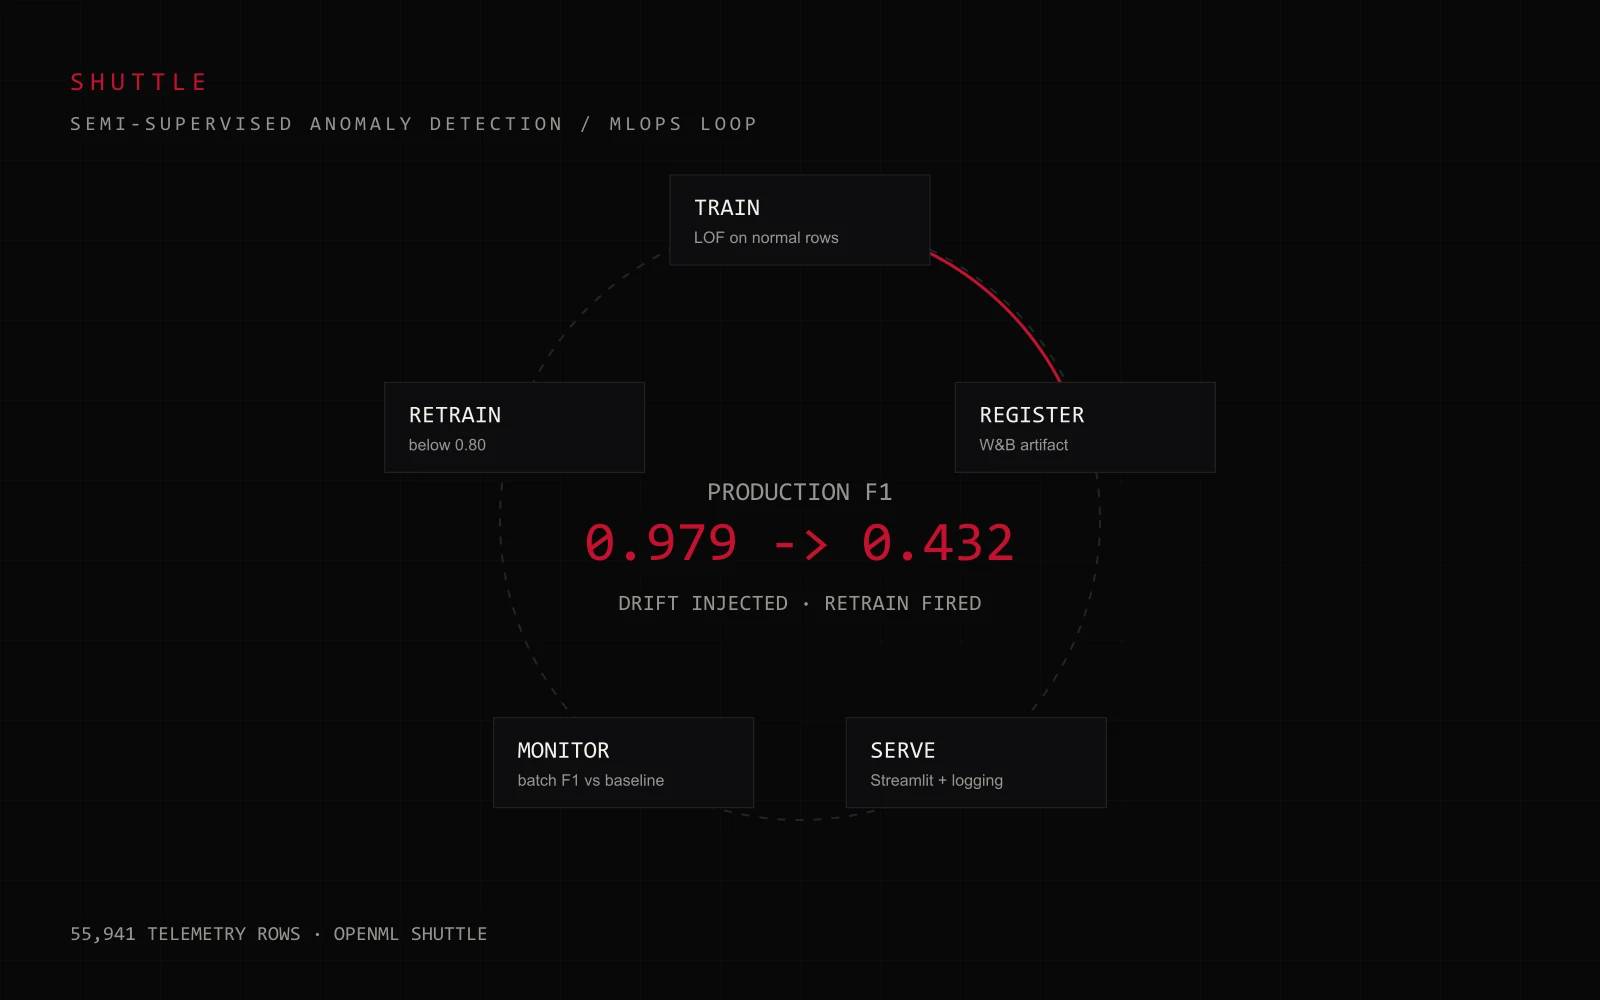 SHUTTLE
SEMI-SUPERVISED ANOMALY DETECTION / MLOPS LOOP
TRAIN
LOF on normal rows
RETRAIN
below 0.80
REGISTER
W&B artifact
PRODUCTION F1
0.979 -> 0.432
DRIFT INJECTED · RETRAIN FIRED
MONITOR
batch F1 vs baseline
SERVE
Streamlit + logging
55,941 TELEMETRY ROWS · OPENML SHUTTLE